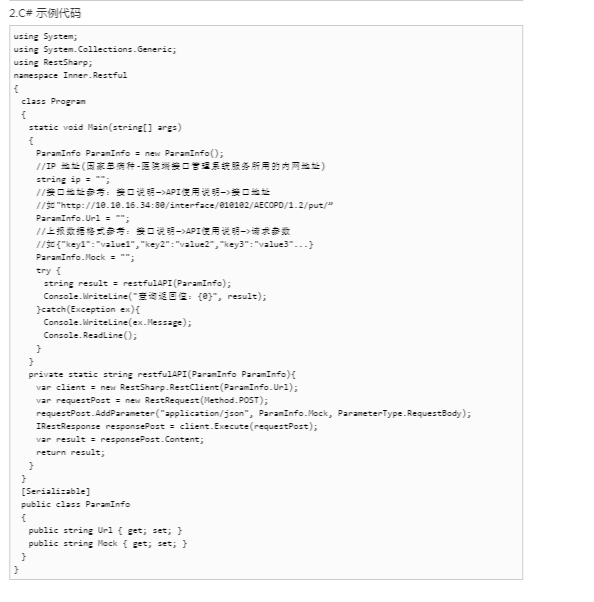 2.C# 示例代码
using System;
using System.Collections.Generic;
using RestSharp;
namespace Inner.Restful
{
class Program
{
static void Main(string[] args)
{
ParamInfo ParamInfo = new ParamInfo();
//IP 地址(国家单病种-医院端接口管理系统服务所用的内网地址)
string ip = "";
//接口地址参考：接口说明—>API使用说明—>接口地址
//如"http://10.10.16.34:80/interface/010102/AECOPD/1.2/put/”
ParamInfo.Url = "";
//上报数据格式参考：接口说明—>API使用说明—>请求参数
//如{"key1":"value1","key2":"value2","key3":"value3"...}
ParamInfo.Mock = "";
try {
string result = restfulAPI(ParamInfo);
Console.WriteLine("查询返回值：{0}", result);
}catch(Exception ex){
Console.WriteLine(ex.Message);
Console.ReadLine();
}
}
private static string restfulAPI(ParamInfo ParamInfo){
var client = new RestSharp.RestClient(ParamInfo.Url);
var requestPost = new RestRequest(Method.POST);
requestPost.AddParameter("application/json", ParamInfo.Mock, ParameterType.RequestBody);
IRestResponse responsePost = client.Execute(requestPost);
var result = responsePost.Content;
return result;
}
}
[Serializable]
public class ParamInfo
{
public string Url { get; set; }
public string Mock { get; set; }
}
}